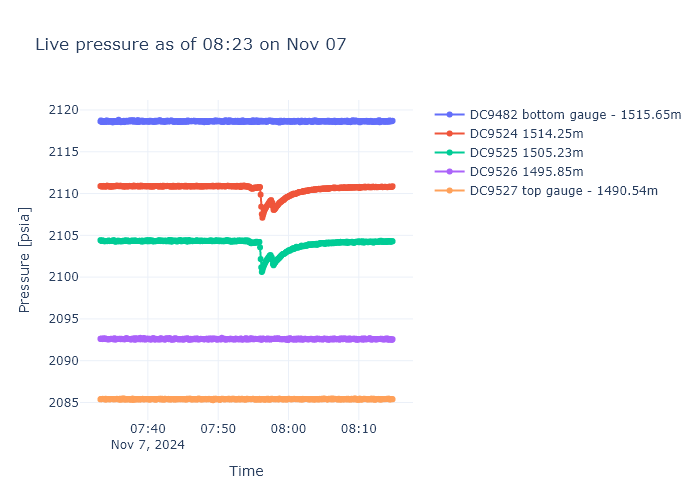 Live pressure as of 08:23 on Nov 07
2120
2115
2110
2105
2100
2095
2090
2085
Pressure [psia]
07:40
07:50
08:00
08:10
Nov 7, 2024
Time
DC9482 bottom gauge - 1515.65m
DC9524 1514.25m
DC9525 1505.23m
DC9526 1495.85m
DC9527 top gauge - 1490.54m